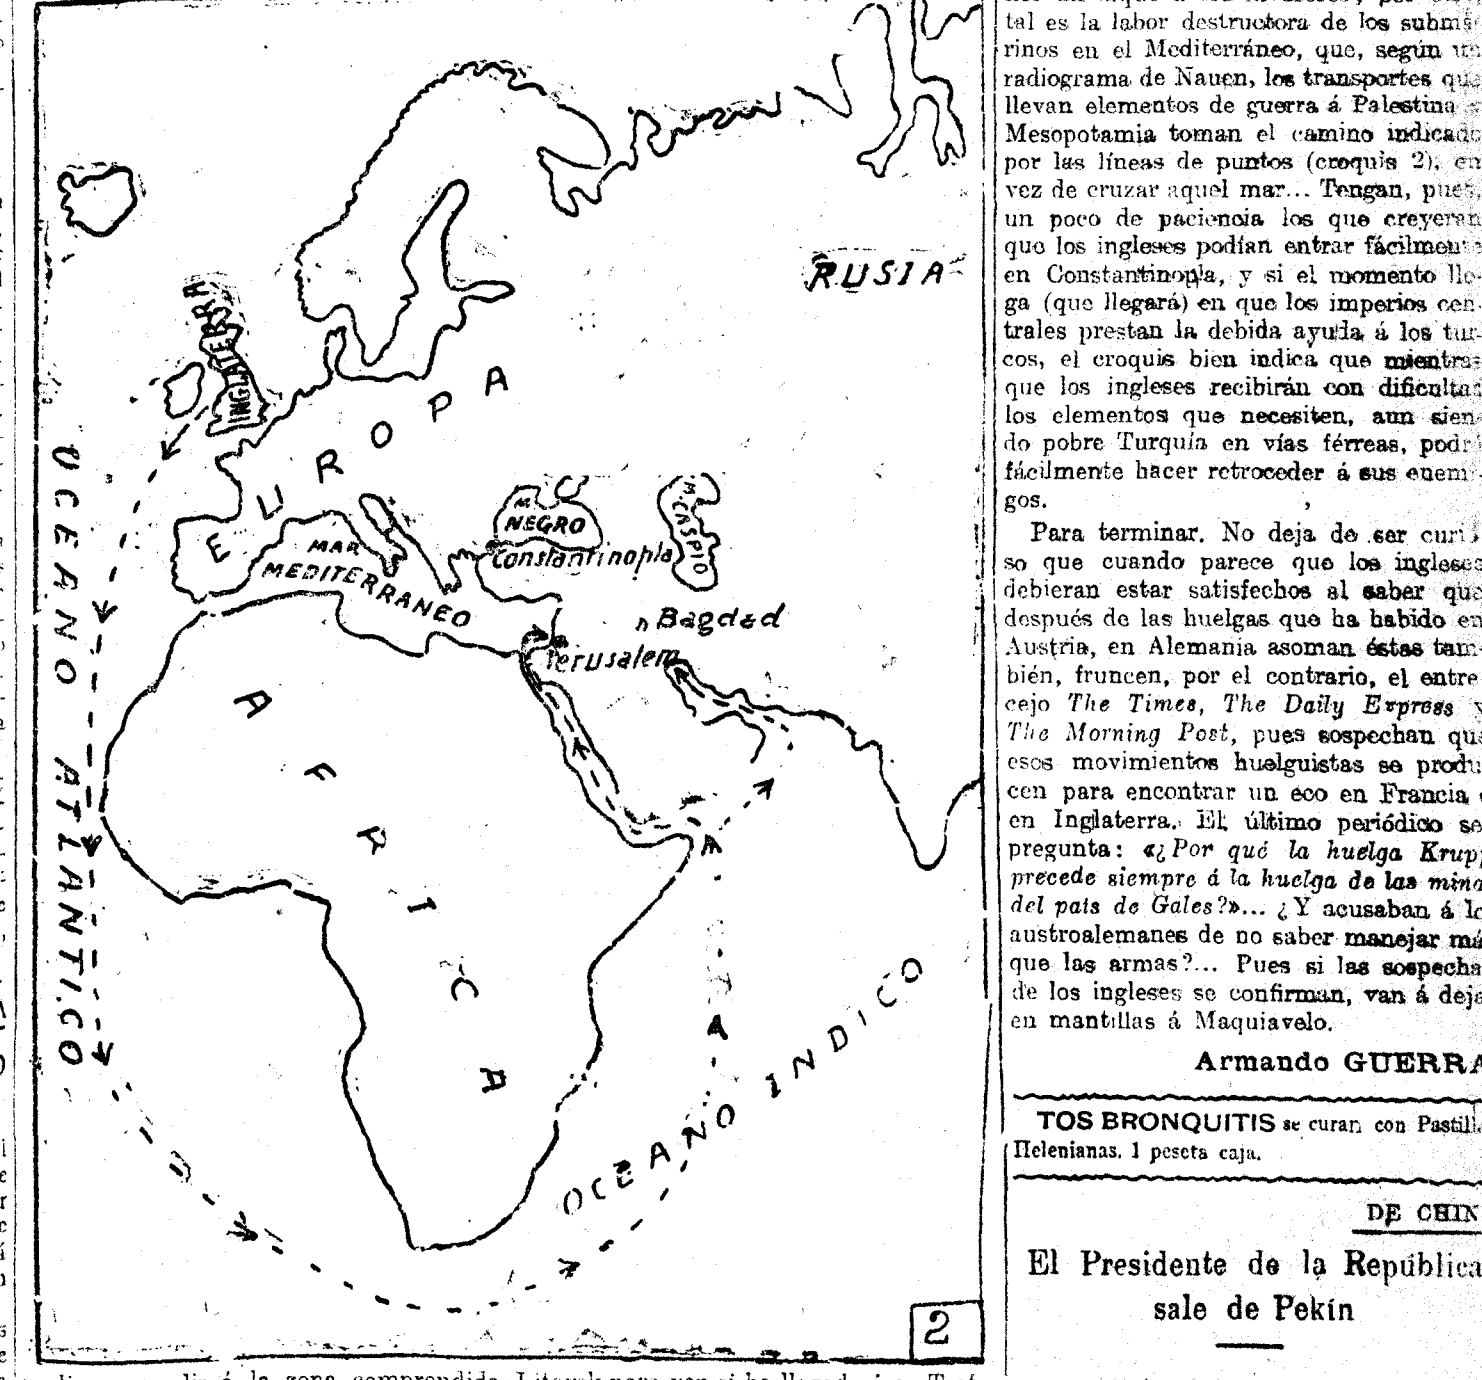 RUSIA
INGLATERRA
EUROPA
OCEANO ATLANTICO
MAR
MEDITERRANEO
M.
NEGRO
M. CASPIO
Constantinopla
Bagdad
Jerusalem
AFRICA
OCEANO INDICO
2
tal es la labor destructora de los subma-
rinos en el Mediterráneo, que, según un
radiograma de Nauen, los transportes que
llevan elementos de guerra á Palestina
Mesopotamia toman el camino indicado
por las líneas de puntos (croquis 2), en
vez de cruzar aquel mar... Tengan, pues,
un poco de paciencia los que creyeran
que los ingleses podían entrar fácilmente
en Constantinopla, y si el momento lle-
ga (que llegará) en que los imperios cen-
trales prestan la debida ayuda á los tur-
cos, el croquis bien indica que mientras
que los ingleses recibirán con dificultad
los elementos que necesiten, aun sien-
do pobre Turquía en vías férreas, podrá
fácilmente hacer retroceder á sus enemi-
gos.
Para terminar. No deja de ser curio-
so que cuando parece que los ingleses
debieran estar satisfechos al saber que
después de las huelgas que ha habido en
Austria, en Alemania asoman éstas tam-
bién, fruncen, por el contrario, el entre-
cejo The Times, The Daily Express y
The Morning Post, pues sospechan que
esos movimientos huelguistas se produ-
cen para encontrar un eco en Francia
en Inglaterra. El último periódico se
pregunta: «¿Por qué la huelga Krupp
precede siempre á la huelga de las mina
del país de Gales?»... ¿Y acusaban á lo
austroalemanes de no saber manejar má
que las armas?... Pues si las sospecha
de los ingleses se confirman, van á deja
en mantillas á Maquiavelo.
Armando GUERRA
TOS BRONQUITIS se curan con Pastill
Helenianas. 1 peseta caja.
DE CHIN
El Presidente de la República
sale de Pekín
la zona comprendida